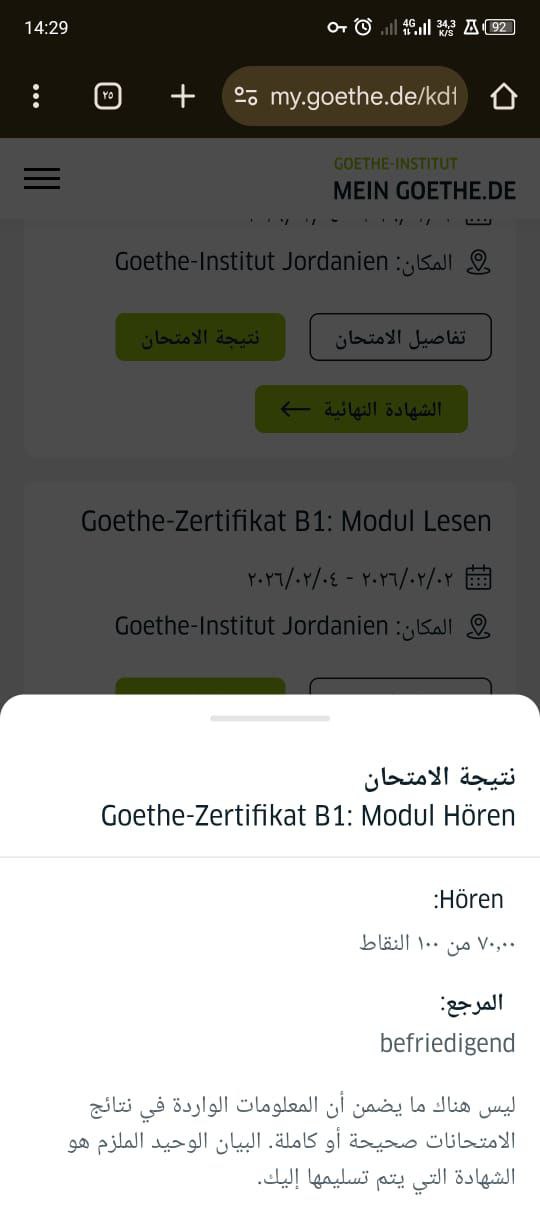 14:29
4G 34,3 K/S 92
٢٥ my.goethe.de/kdf
GOETHE-INSTITUT
MEIN GOETHE.DE
المكان: Goethe-Institut Jordanien
تفاصيل الامتحان نتيجة الامتحان
الشهادة النهائية
Goethe-Zertifikat B1: Modul Lesen
٢٠٢٦/٠٢/٠٢ - ٢٠٢٦/٠٢/٠٤
المكان: Goethe-Institut Jordanien
نتيجة الامتحان
Goethe-Zertifikat B1: Modul Hören
Hören:
٧٠,٠٠ من ١٠٠ النقاط
المرجع:
befriedigend
ليس هناك ما يضمن أن المعلومات الواردة في نتائج
الامتحانات صحيحة أو كاملة. البيان الوحيد الملزم هو
الشهادة التي يتم تسليمها إليك.